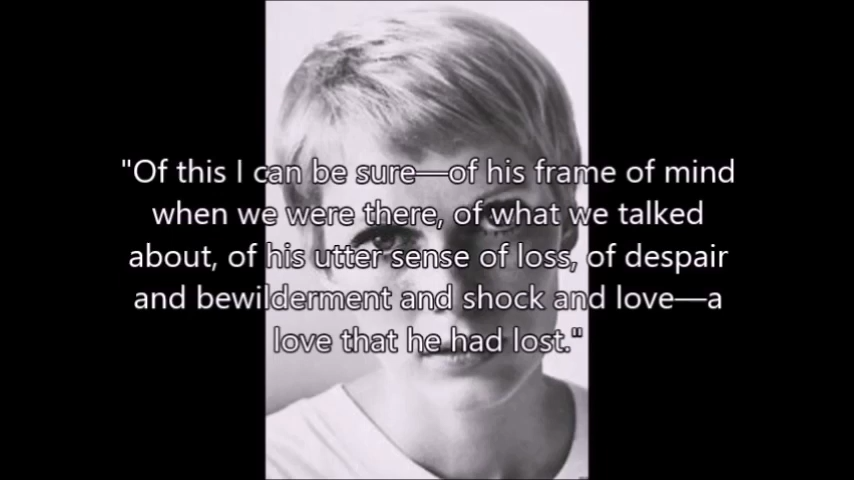 "Of this I can be sure—of his frame of mind
when we were there, of what we talked
about, of his utter sense of loss, of despair
and bewilderment and shock and love—a
love that he had lost."